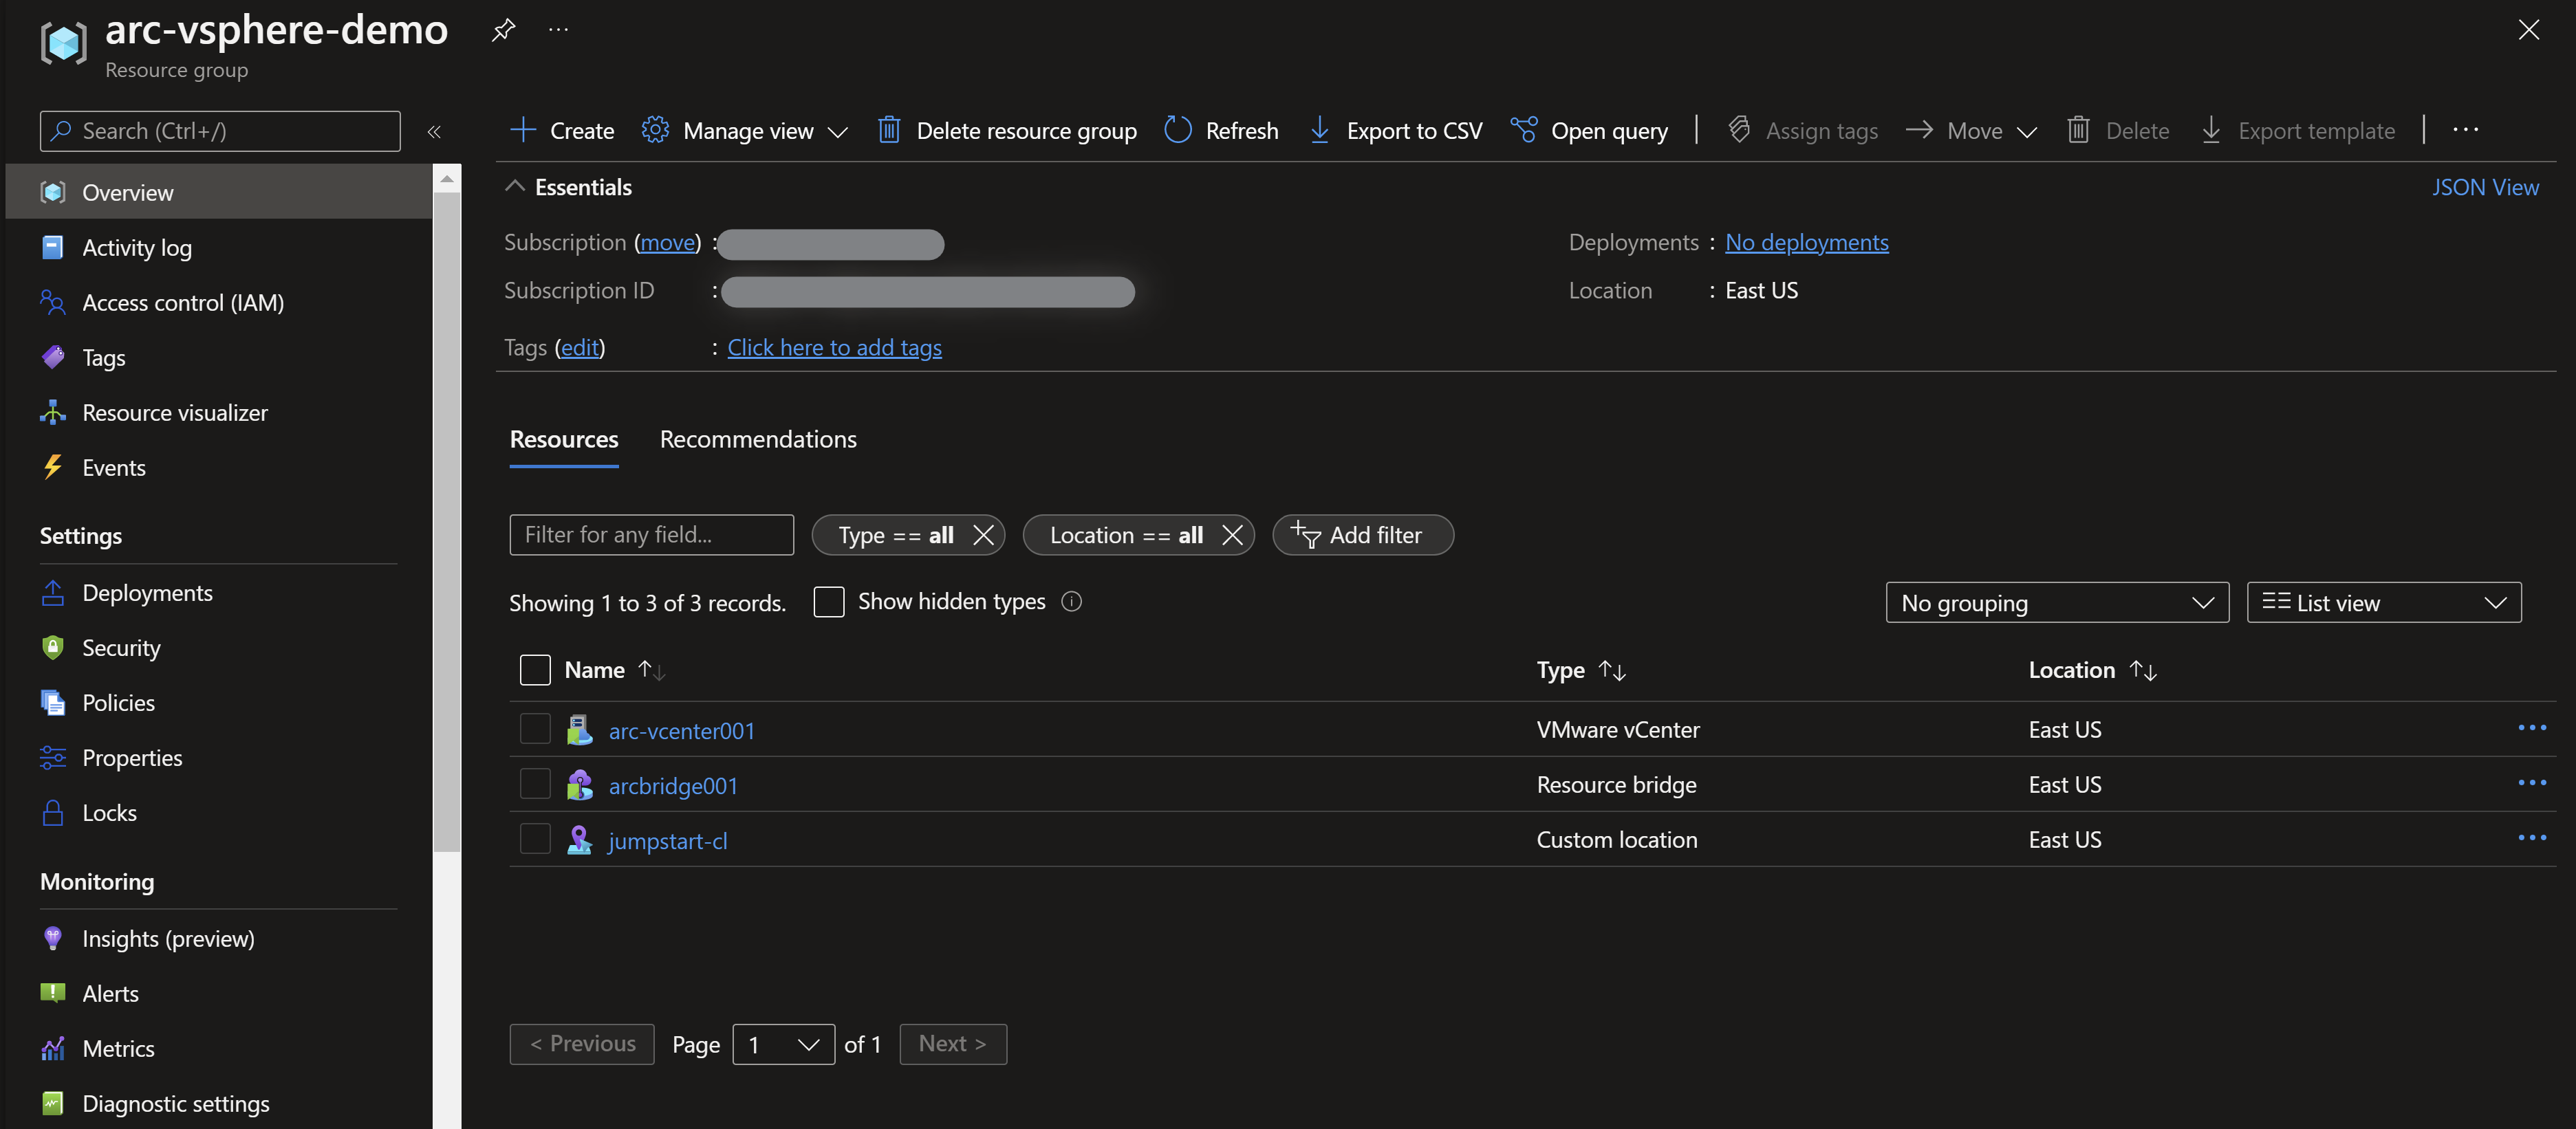 arc-vsphere-demo
Resource group
Search (Ctrl+/)
Overview
Activity log
Access control (IAM)
Tags
Resource visualizer
Events
Settings
Deployments
Security
Policies
Properties
Locks
Monitoring
Insights (preview)
Alerts
Metrics
Diagnostic settings
Create Manage view Delete resource group Refresh Export to CSV Open query Assign tags Move Delete Export template
Essentials JSON View
Subscription (move) :
Subscription ID :
Tags (edit) : Click here to add tags
Deployments : No deployments
Location : East US
Resources Recommendations
Filter for any field... Type == all Location == all Add filter
Showing 1 to 3 of 3 records. Show hidden types No grouping List view
Name Type Location
arc-vcenter001 VMware vCenter East US
arcbridge001 Resource bridge East US
jumpstart-cl Custom location East US
< Previous Page 1 of 1 Next >